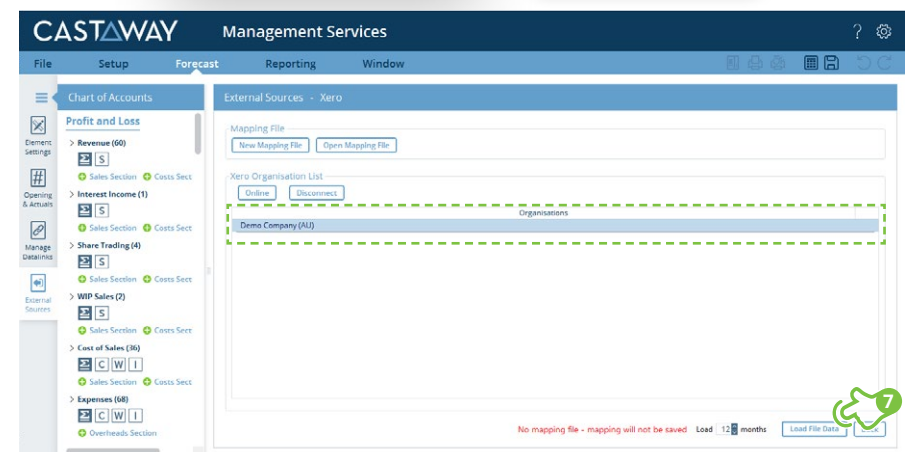 CASTAWAY Management Services ?
File Setup Forecast Reporting Window
Chart of Accounts External Sources - Xero
Profit and Loss
Element
Settings
Opening
& Actuals
Manage
Datalinks
External
Sources
> Revenue (60)
S
Sales Section Costs Sect
> Interest Income (1)
S
Sales Section Costs Sect
> Share Trading (4)
S
Sales Section Costs Sect
> WIP Sales (2)
S
Sales Section Costs Sect
> Cost of Sales (36)
C W I
Sales Section Costs Sect
> Expenses (68)
C W I
Overheads Section
Mapping File
New Mapping File Open Mapping File
Xero Organisation List
Online Disconnect
Organisations
Demo Company (AU)
7
No mapping file - mapping will not be saved Load 12 months Load File Data